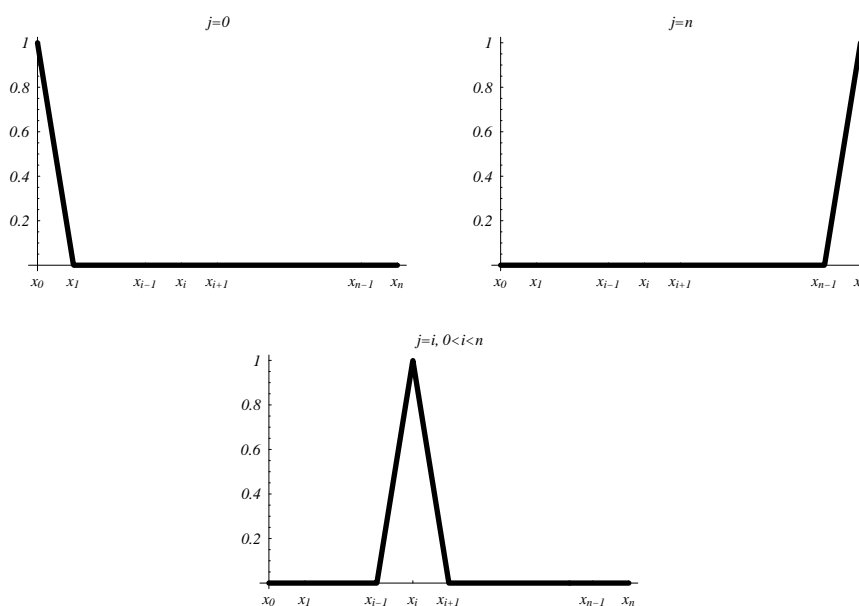 j=0
1
0.8
0.6
0.4
0.2
x₀ x₁ xᵢ₋₁ xᵢ xᵢ₊₁ xₙ₋₁ xₙ
j=n
1
0.8
0.6
0.4
0.2
x₀ x₁ xᵢ₋₁ xᵢ xᵢ₊₁ xₙ₋₁ x
j=i, 0<i<n
1
0.8
0.6
0.4
0.2
x₀ x₁ xᵢ₋₁ xᵢ xᵢ₊₁ xₙ₋₁ xₙ